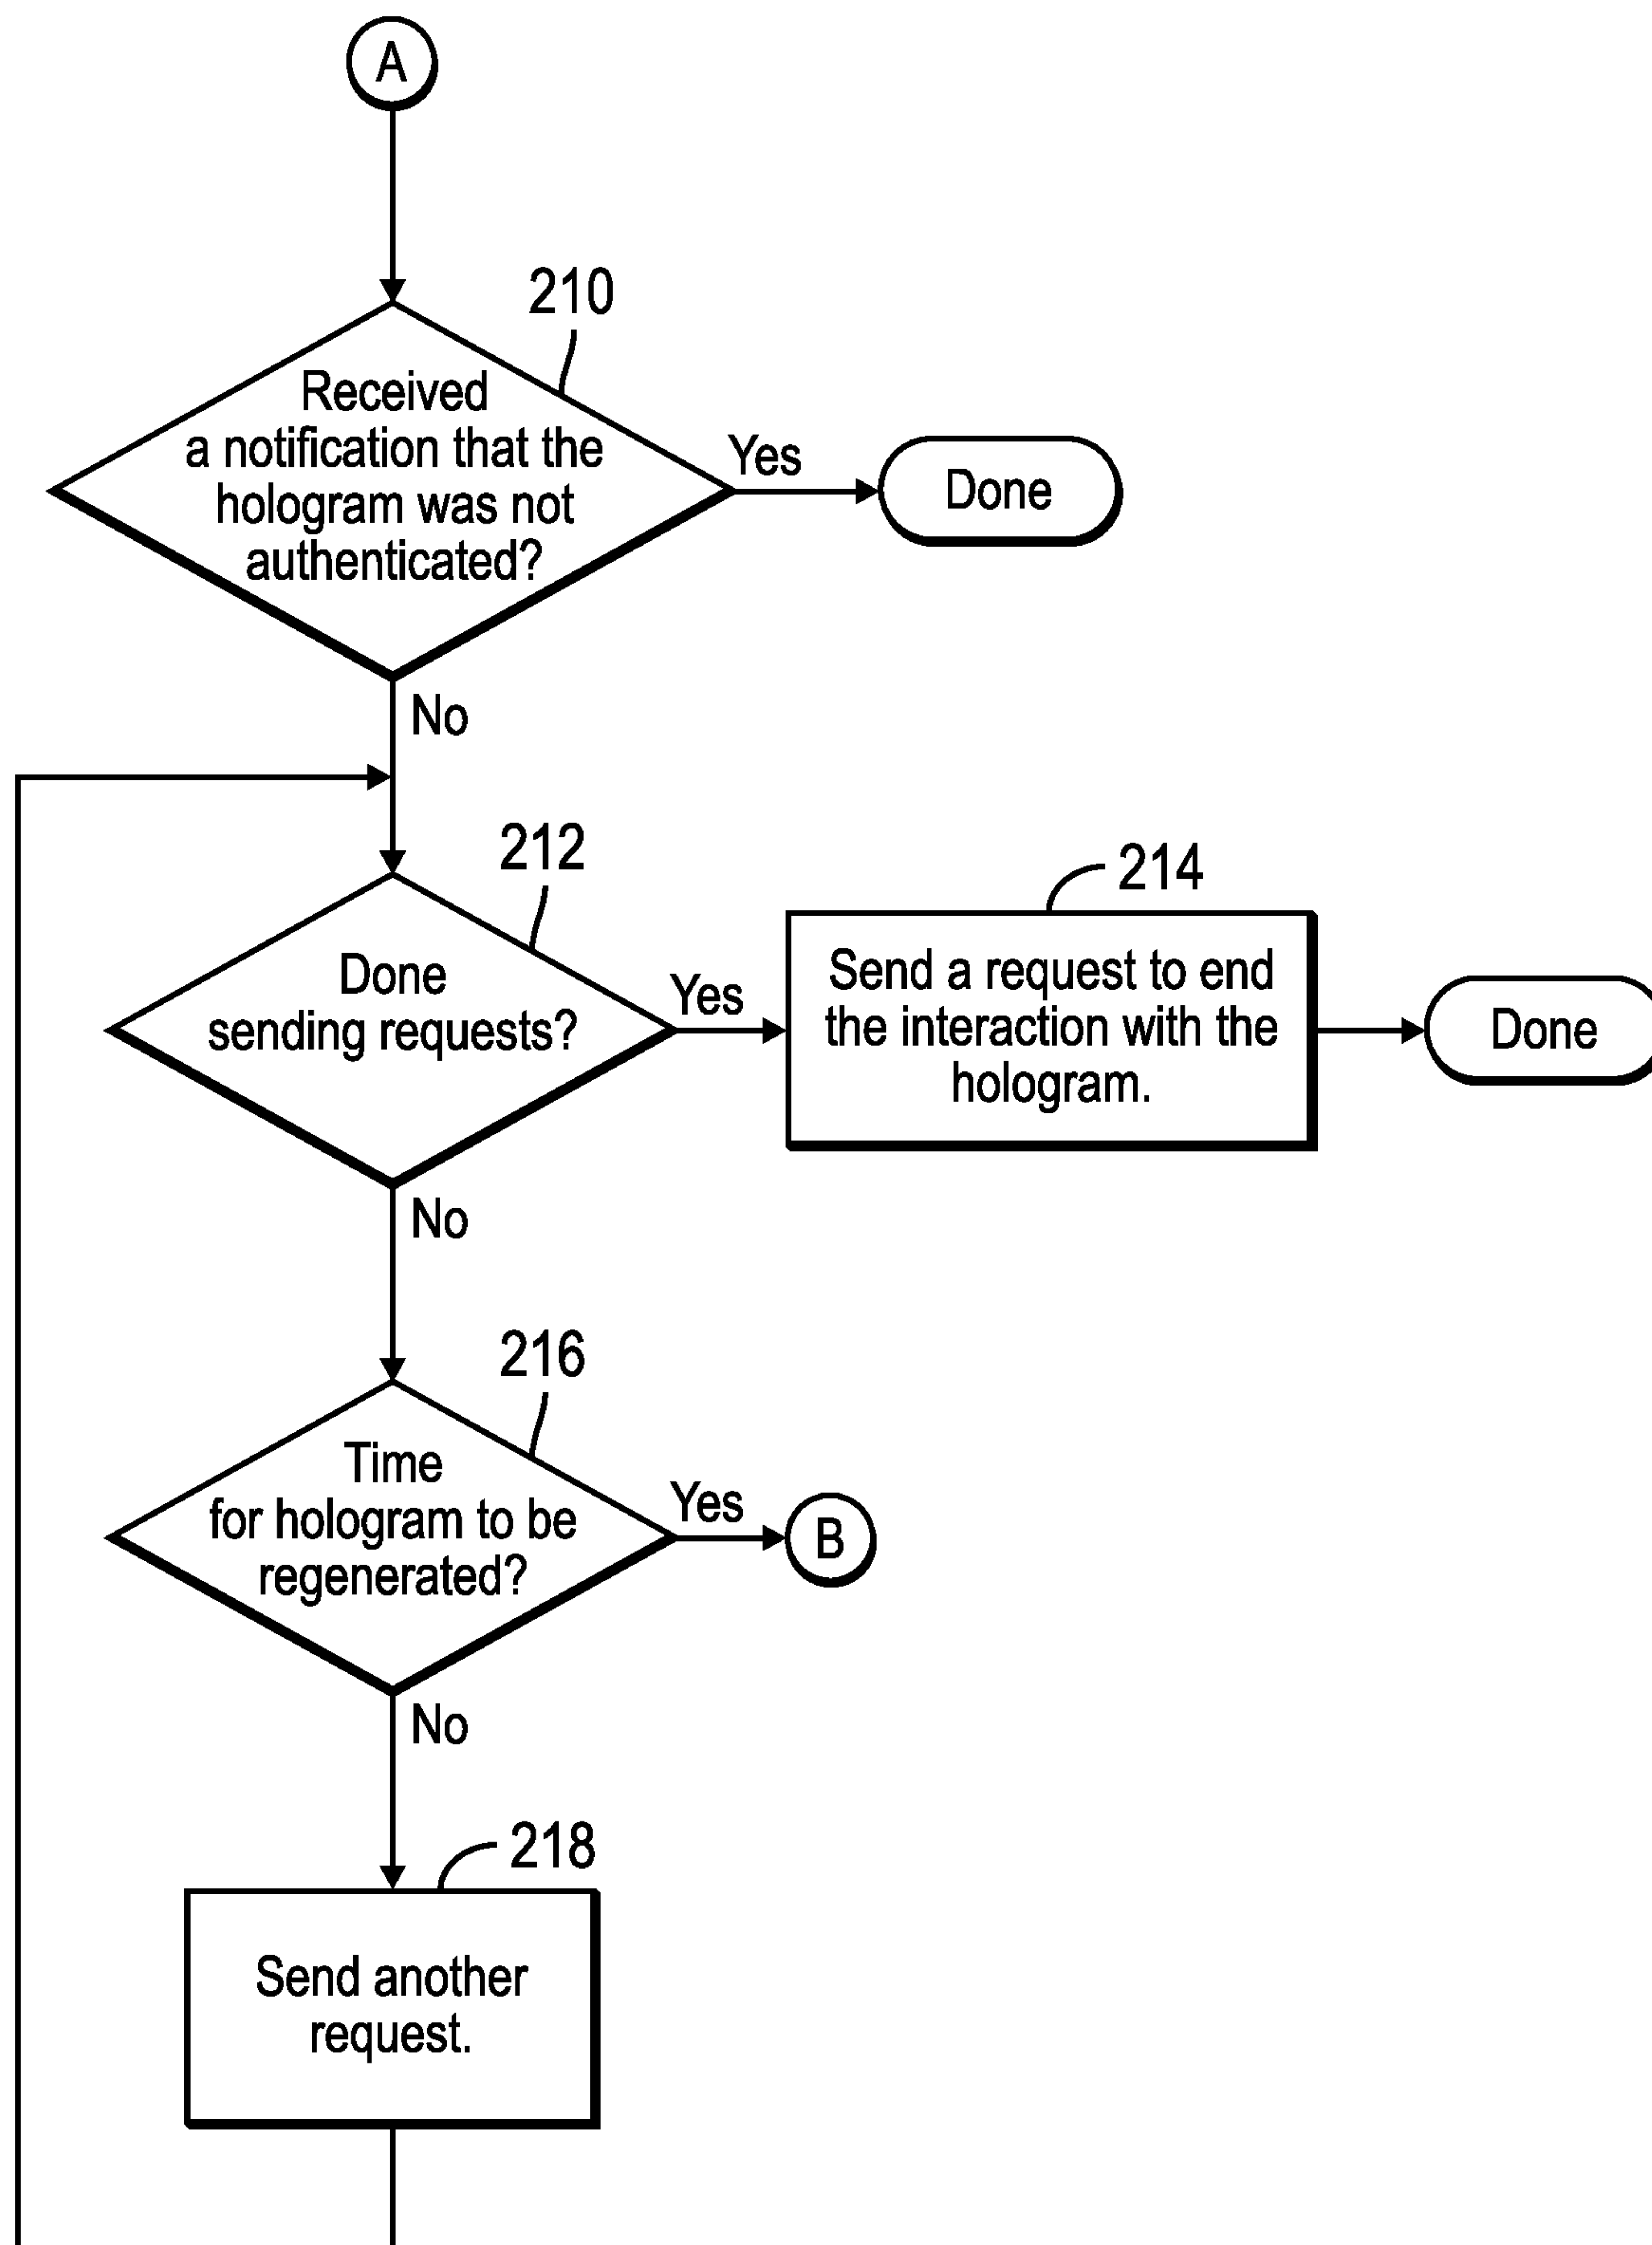 A
210
Received
a notification that the
hologram was not
authenticated?
Yes
Done
No
212
Done
sending requests?
Yes
214
Send a request to end
the interaction with the
hologram.
Done
No
216
Time
for hologram to be
regenerated?
Yes
B
No
218
Send another
request.